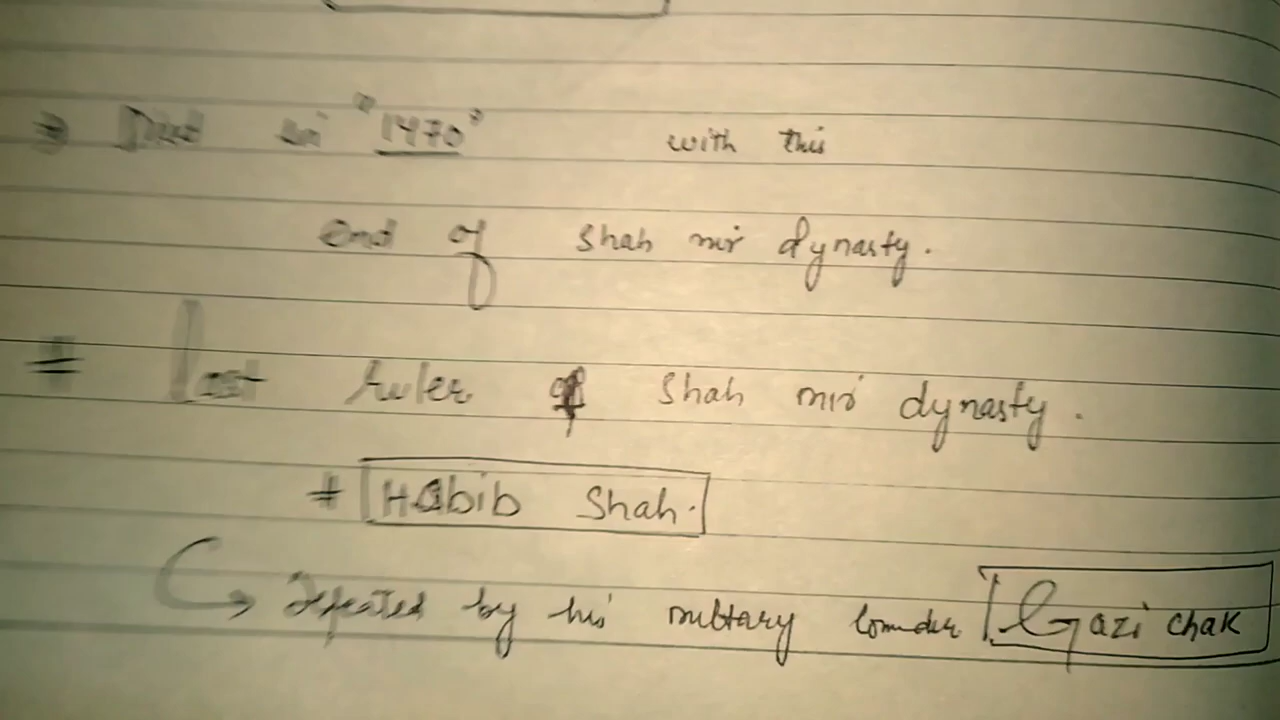 ⇒ Died in "1470" with this
end of Shah mir dynasty.
# Last ruler of Shah mir dynasty.
# Habib Shah.
↪ defeated by his military Commder Gazi chak